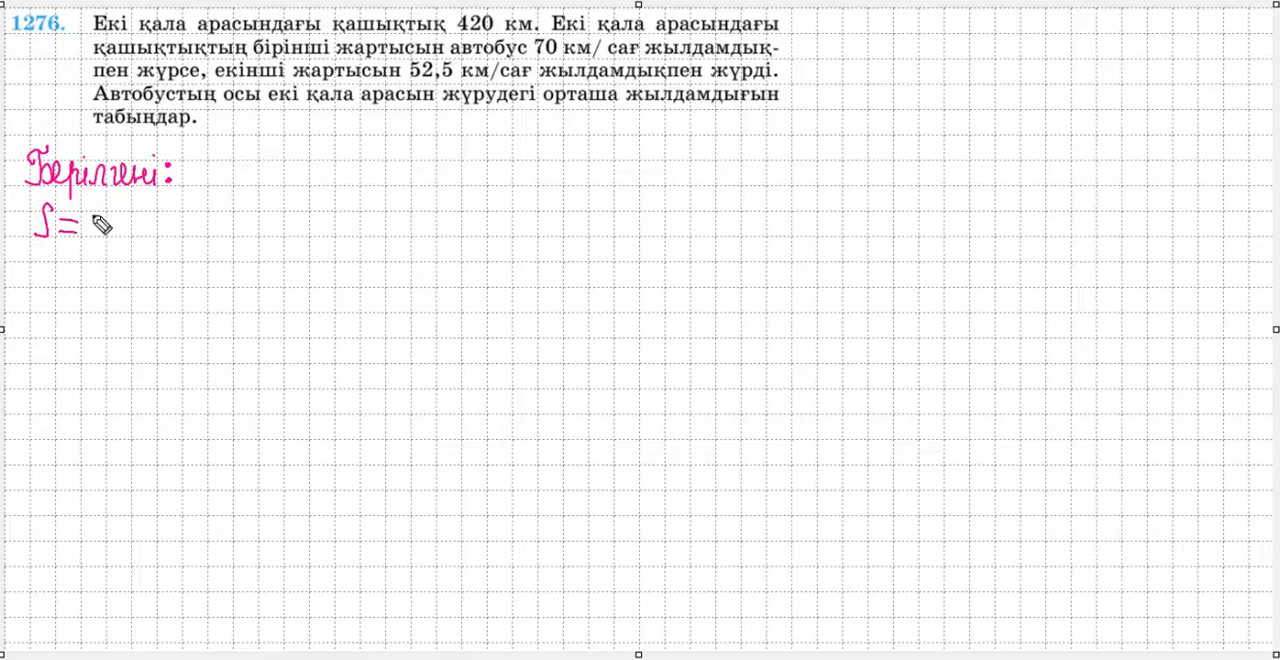 1276. Екі қала арасындағы қашықтық 420 км. Екі қала арасындағы
қашықтықтың бірінші жартысын автобус 70 км/ сағ жылдамдық-
пен жүрсе, екінші жартысын 52,5 км/сағ жылдамдықпен жүрді.
Автобустың осы екі қала арасын жүрудегі орташа жылдамдығын
табыңдар.
Берілгені:
S=